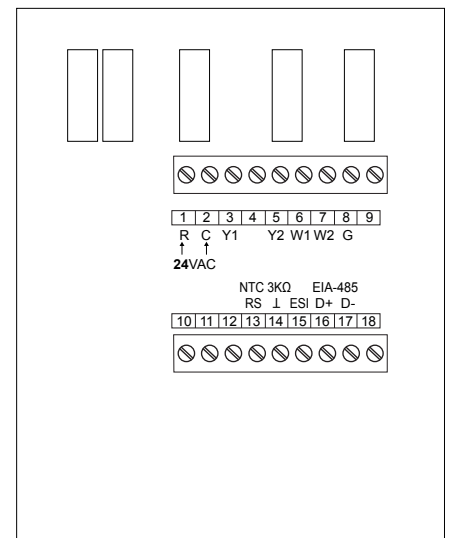 1 2 3 4 5 6 7 8 9
R C Y1 Y2 W1 W2 G
24VAC
NTC 3KΩ EIA-485
RS ⊥ ESI D+ D-
10 11 12 13 14 15 16 17 18